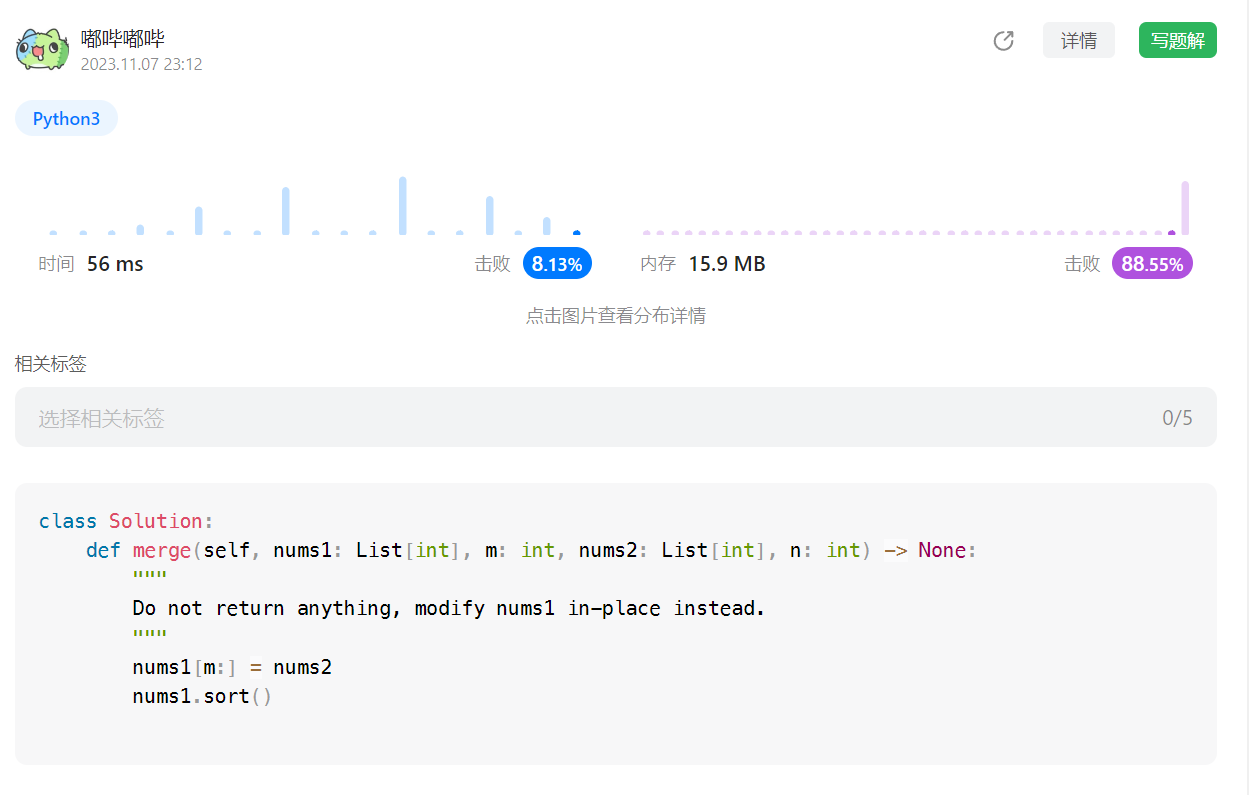 嘟哔嘟哔
2023.11.07 23:12
详情
写题解
Python3
时间 56 ms 击败 8.13%
内存 15.9 MB 击败 88.55%
点击图片查看分布详情
相关标签
选择相关标签 0/5
class Solution:
    def merge(self, nums1: List[int], m: int, nums2: List[int], n: int) -> None:
        """
        Do not return anything, modify nums1 in-place instead.
        """
        nums1[m:] = nums2
        nums1.sort()